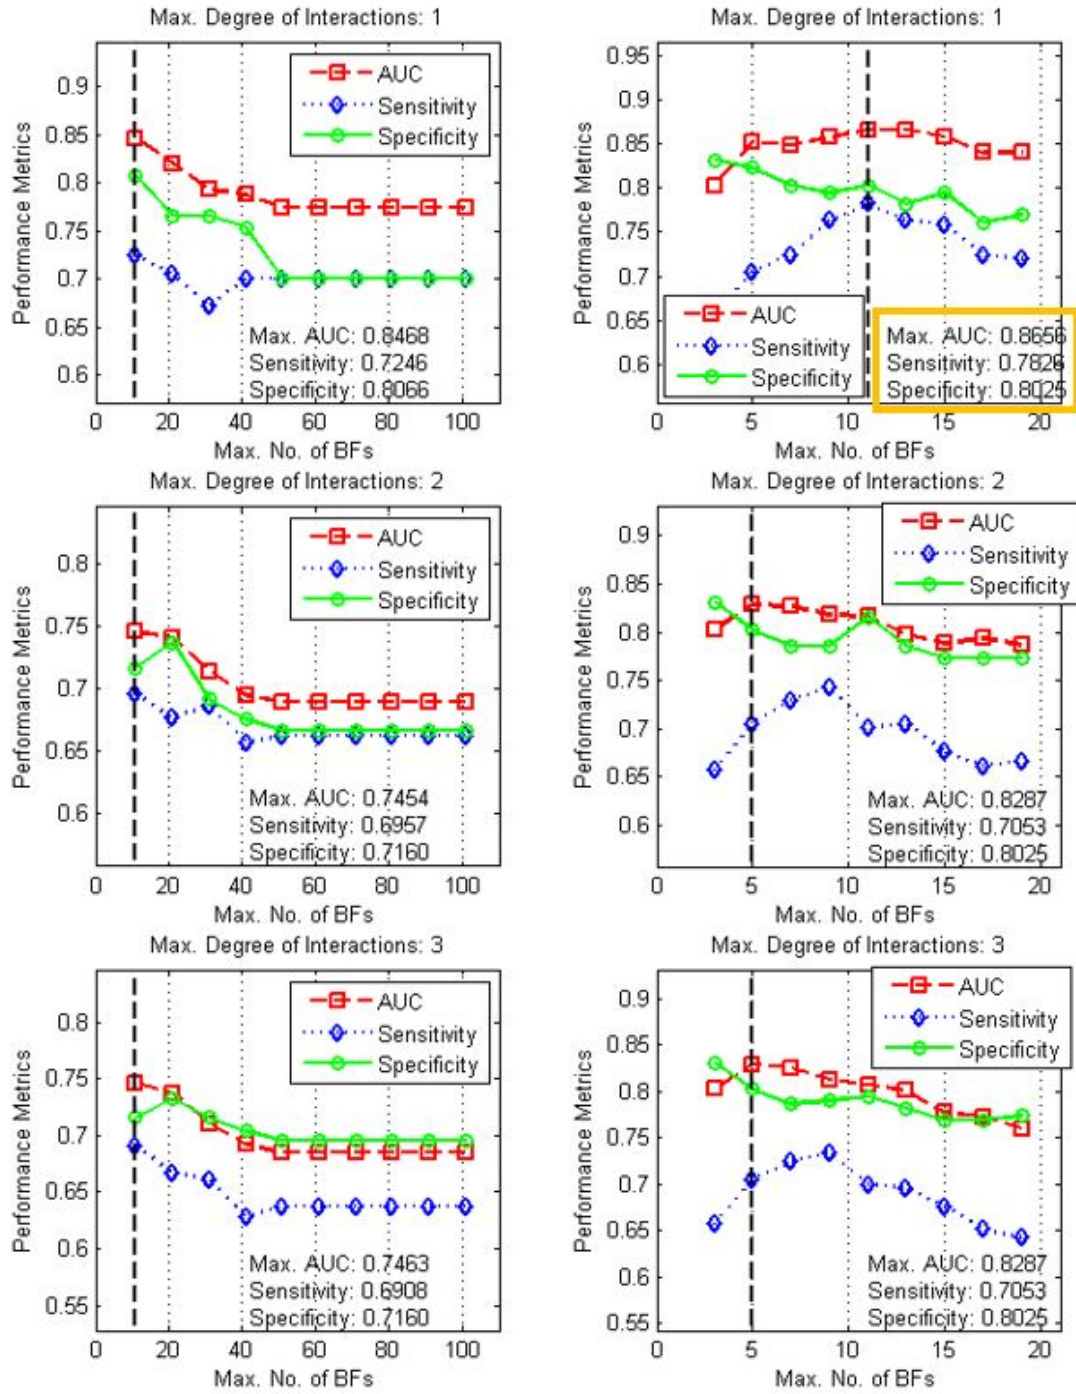 Max. Degree of Interactions: 1
Performance Metrics
0.9
0.85
0.8
0.75
0.7
0.65
0.6
AUC
Sensitivity
Specificity
Max. AUC: 0.8468
Sensitivity: 0.7246
Specificity: 0.8066
0 20 40 60 80 100
Max. No. of BFs
Max. Degree of Interactions: 1
Performance Metrics
0.95
0.9
0.85
0.8
0.75
0.7
0.65
0.6
AUC
Sensitivity
Specificity
Max. AUC: 0.8656
Sensitivity: 0.7826
Specificity: 0.8025
0 5 10 15 20
Max. No. of BFs
Max. Degree of Interactions: 2
Performance Metrics
0.8
0.75
0.7
0.65
0.6
AUC
Sensitivity
Specificity
Max. AUC: 0.7454
Sensitivity: 0.6957
Specificity: 0.7160
0 20 40 60 80 100
Max. No. of BFs
Max. Degree of Interactions: 2
Performance Metrics
0.9
0.85
0.8
0.75
0.7
0.65
0.6
AUC
Sensitivity
Specificity
Max. AUC: 0.8287
Sensitivity: 0.7053
Specificity: 0.8025
0 5 10 15 20
Max. No. of BFs
Max. Degree of Interactions: 3
Performance Metrics
0.8
0.75
0.7
0.65
0.6
0.55
AUC
Sensitivity
Specificity
Max. AUC: 0.7463
Sensitivity: 0.6908
Specificity: 0.7160
0 20 40 60 80 100
Max. No. of BFs
Max. Degree of Interactions: 3
Performance Metrics
0.9
0.85
0.8
0.75
0.7
0.65
0.6
0.55
AUC
Sensitivity
Specificity
Max. AUC: 0.8287
Sensitivity: 0.7053
Specificity: 0.8025
0 5 10 15 20
Max. No. of BFs